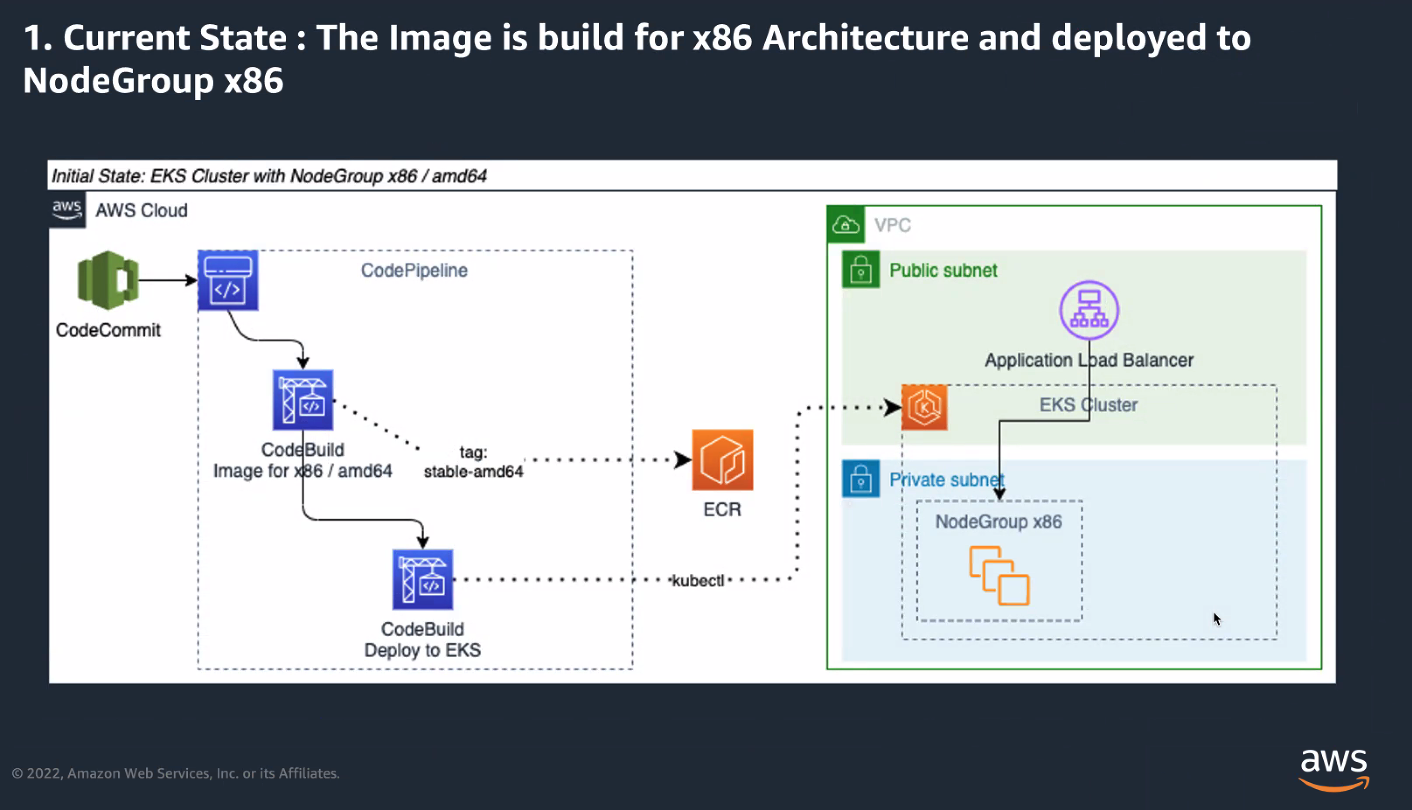 1. Current State : The Image is build for x86 Architecture and deployed to
NodeGroup x86
Initial State: EKS Cluster with NodeGroup x86 / amd64
aws
AWS Cloud
CodeCommit
CodePipeline
CodeBuild
Image for x86 / amd64
tag:
stable-amd64
ECR
CodeBuild
Deploy to EKS
kubectl
VPC
Public subnet
Application Load Balancer
EKS Cluster
Private subnet
NodeGroup x86
© 2022, Amazon Web Services, Inc. or its Affiliates.
aws